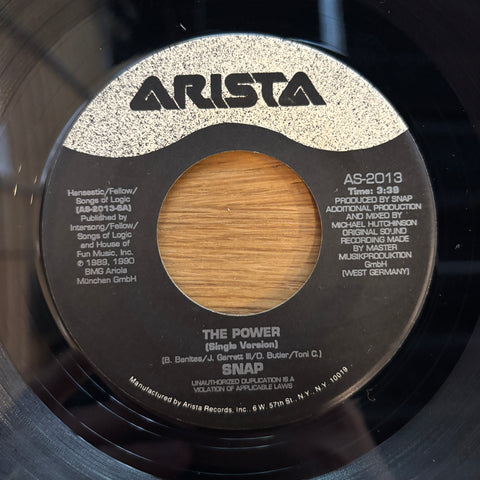 ARISTA
Hanseatic/Fellow/
Songs of Logic
[AS-2013-SA]
Published by
Intersong/Fellow/
Songs of Logic
and House of
Fun Music, Inc.
℗ 1989, 1990
BMG Ariola
München GmbH
AS-2013
Time: 3:39
PRODUCED BY SNAP
ADDITIONAL PRODUCTION
AND MIXED BY
MICHAEL HUTCHINSON
ORIGINAL SOUND
RECORDING MADE
BY MASTER
MUSIKPRODUKTION
GmbH
(WEST GERMANY)
THE POWER
(Single Version)
(B. Benites/J. Garrett III/D. Butler/Toni C.)
SNAP
UNAUTHORIZED DUPLICATION IS A
VIOLATION OF APPLICABLE LAWS
Manufactured by Arista Records, Inc., 6 W. 57th St., N.Y., N.Y. 10019